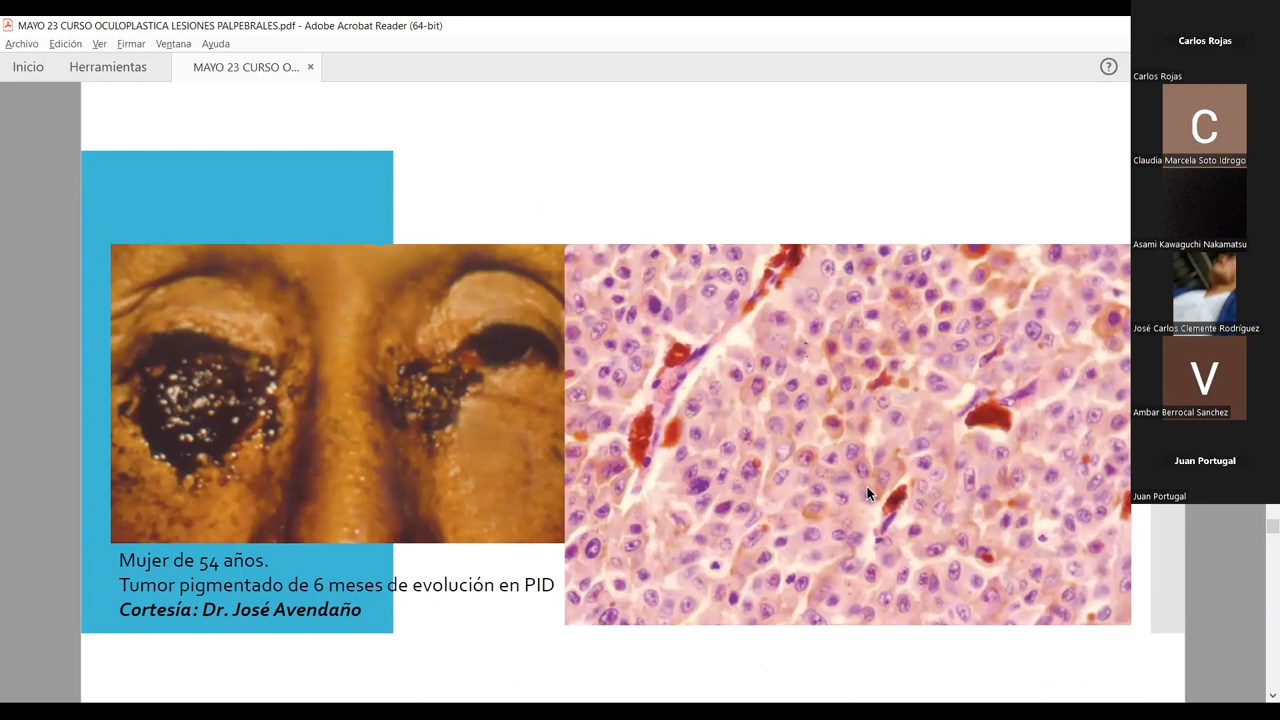 MAYO 23 CURSO OCULOPLASTICA LESIONES PALPEBRALES.pdf - Adobe Acrobat Reader (64-bit)
Archivo Edición Ver Firmar Ventana Ayuda
Inicio Herramientas MAYO 23 CURSO O... × ?
Mujer de 54 años.
Tumor pigmentado de 6 meses de evolución en PID
Cortesía: Dr. José Avendaño
Carlos Rojas
Carlos Rojas
C
Claudia Marcela Soto Idrogo
Asami Kawaguchi Nakamatsu
José Carlos Clemente Rodríguez
V
Ambar Berrocal Sanchez
Juan Portugal
Juan Portugal